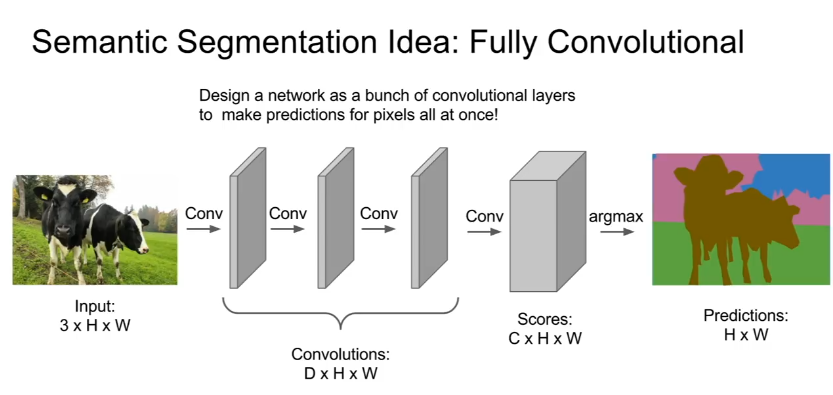 Semantic Segmentation Idea: Fully Convolutional
Design a network as a bunch of convolutional layers
to make predictions for pixels all at once!
Conv
Conv
Conv
Conv
argmax
Input:
3 x H x W
Convolutions:
D x H x W
Scores:
C x H x W
Predictions:
H x W